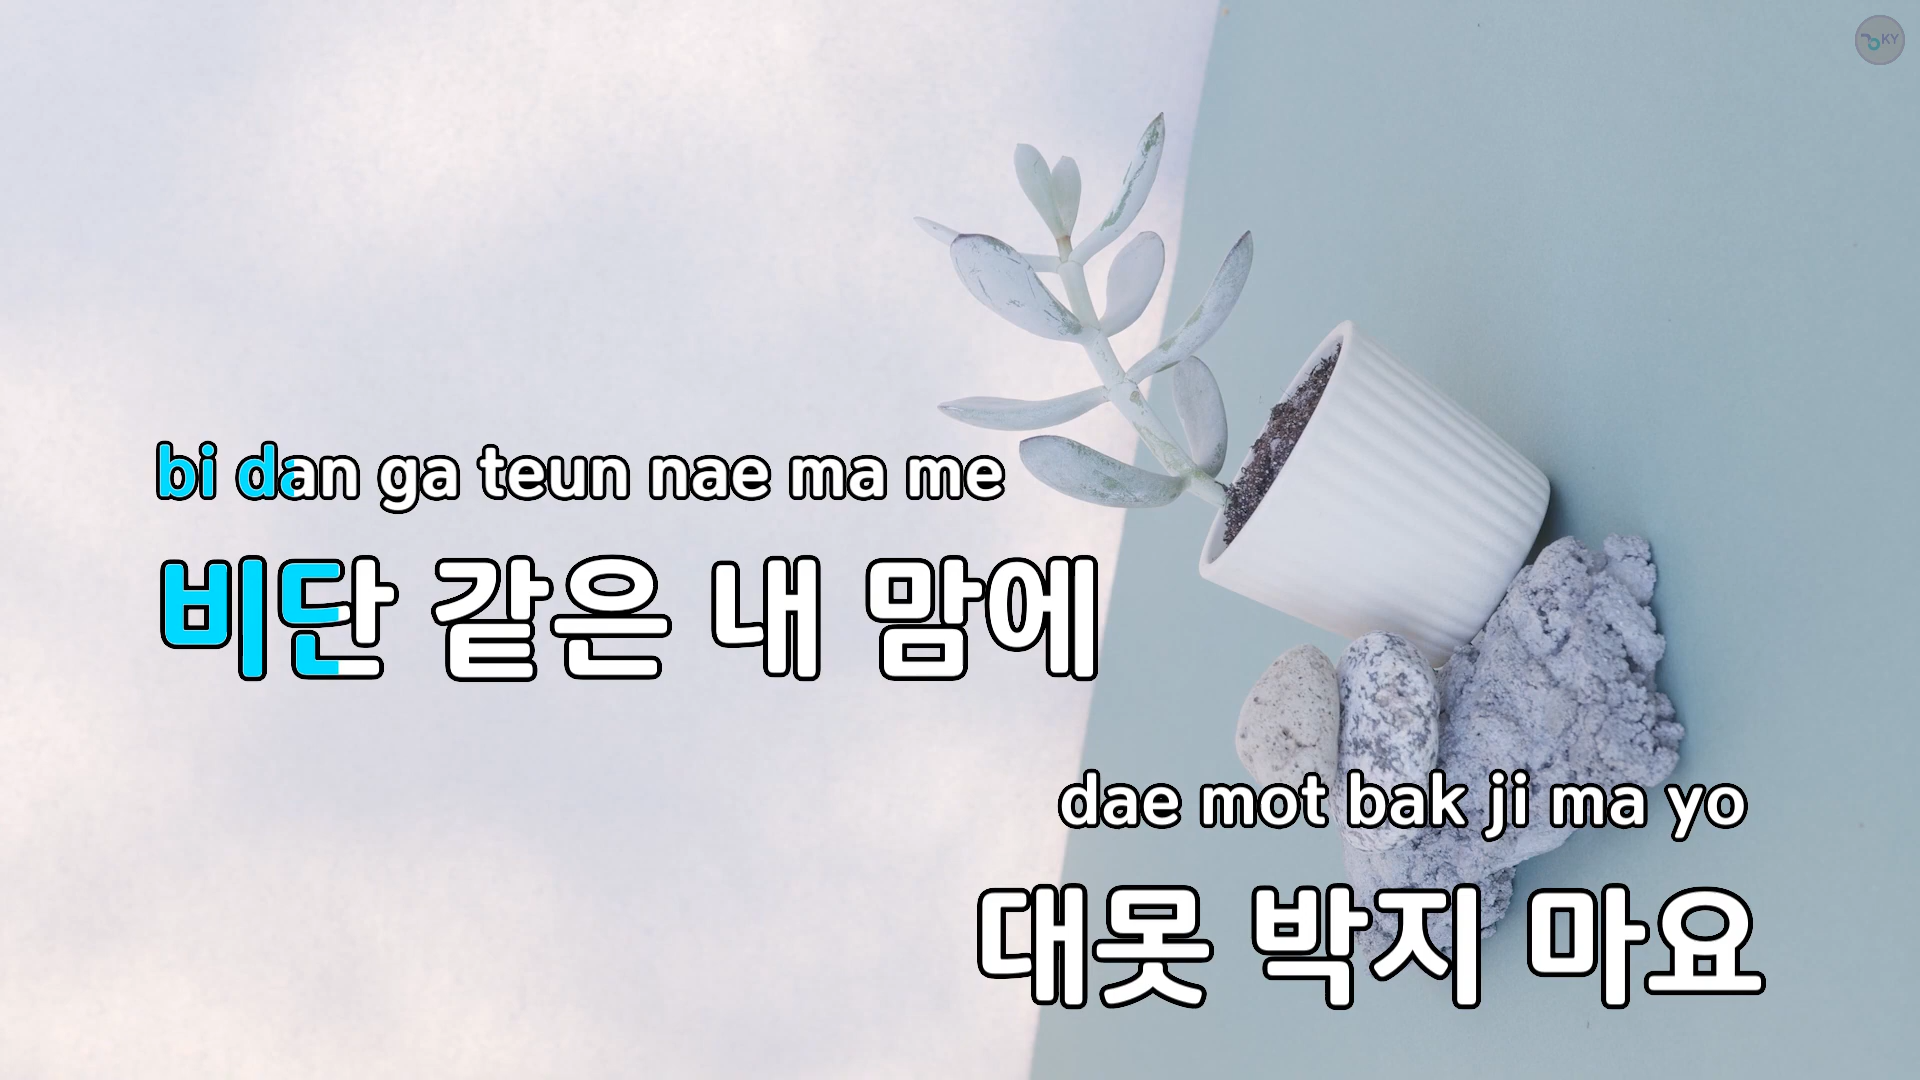 KY
bi dan ga teun nae ma me
비단 같은 내 맘에
dae mot bak ji ma yo
대못 박지 마요